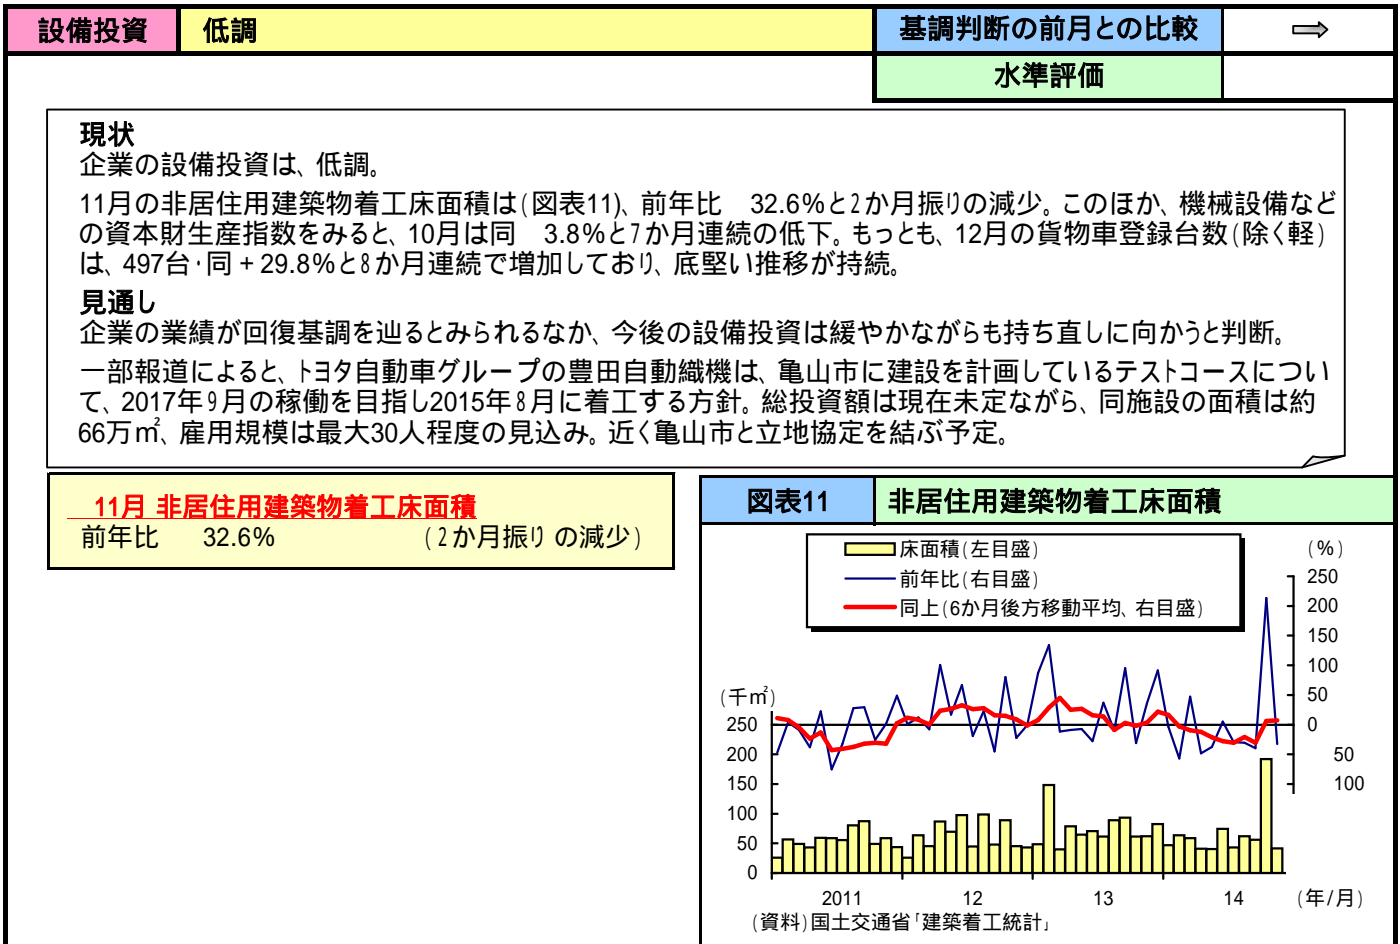 設備投資 低調 基調判断の前月との比較 ⇒
水準評価
現状
企業の設備投資は、低調。
11月の非居住用建築物着工床面積は(図表11)、前年比 32.6%と2か月振りの減少。このほか、機械設備など
の資本財生産指数をみると、10月は同 3.8%と7か月連続の低下。もっとも、12月の貨物車登録台数(除く軽)
は、497台・同＋29.8%と8か月連続で増加しており、底堅い推移が持続。
見通し
企業の業績が回復基調を辿るとみられるなか、今後の設備投資は緩やかながらも持ち直しに向かうと判断。
一部報道によると、トヨタ自動車グループの豊田自動織機は、亀山市に建設を計画しているテストコースについ
て、2017年9月の稼働を目指し2015年8月に着工する方針。総投資額は現在未定ながら、同施設の面積は約
66万㎡、雇用規模は最大30人程度の見込み。近く亀山市と立地協定を結ぶ予定。
11月 非居住用建築物着工床面積
前年比 32.6% (2か月振り の減少)
図表11 非居住用建築物着工床面積
床面積(左目盛)
前年比(右目盛)
同上(6か月後方移動平均、右目盛)
(%)
250
200
150
100
50
0
50
100
(千㎡)
250
200
150
100
50
0
2011 12 13 14 (年/月)
(資料)国土交通省「建築着工統計」